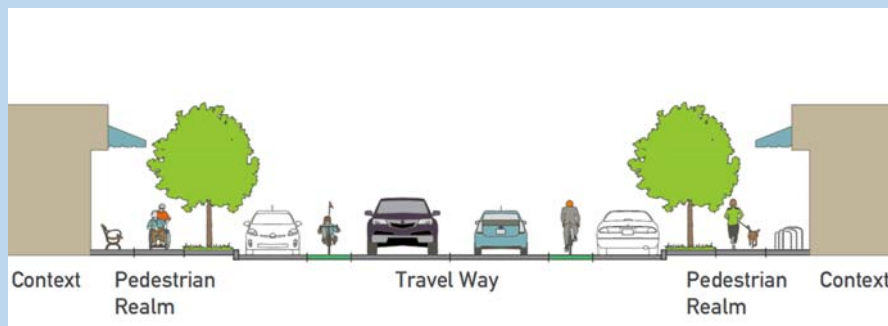 Context
Pedestrian
Realm
Travel Way
Pedestrian
Realm
Context